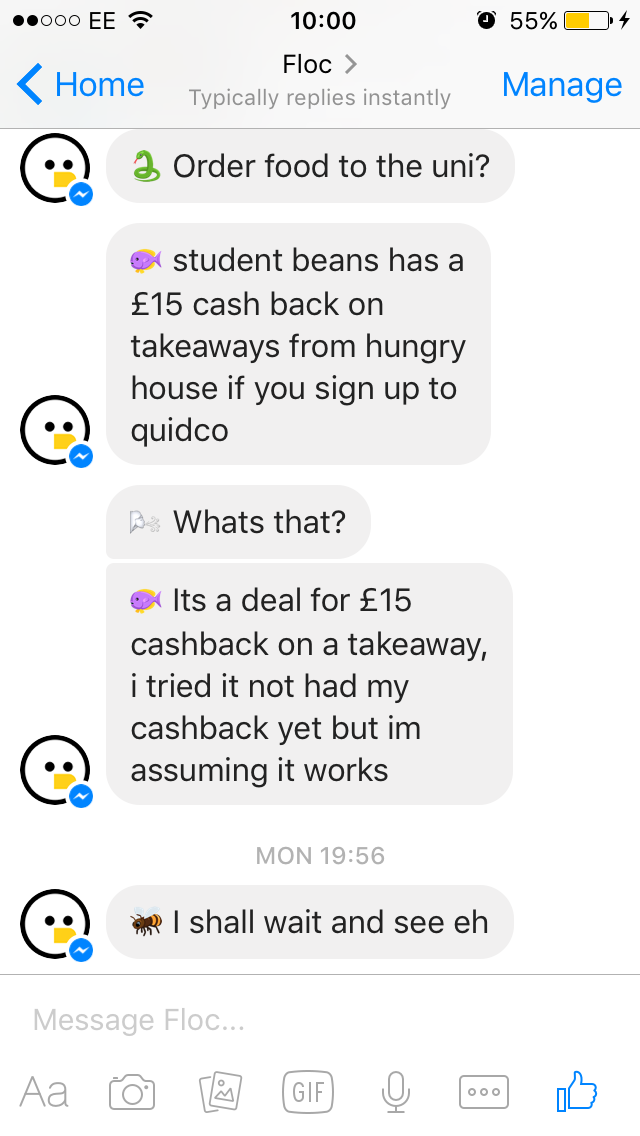 ●●○○○ EE 10:00 55%
Home Floc > Manage
Typically replies instantly
🐍 Order food to the uni?
🐠 student beans has a
£15 cash back on
takeaways from hungry
house if you sign up to
quidco
🌬 Whats that?
🐠 Its a deal for £15
cashback on a takeaway,
i tried it not had my
cashback yet but im
assuming it works
MON 19:56
🐝 I shall wait and see eh
Message Floc...
Aa GIF